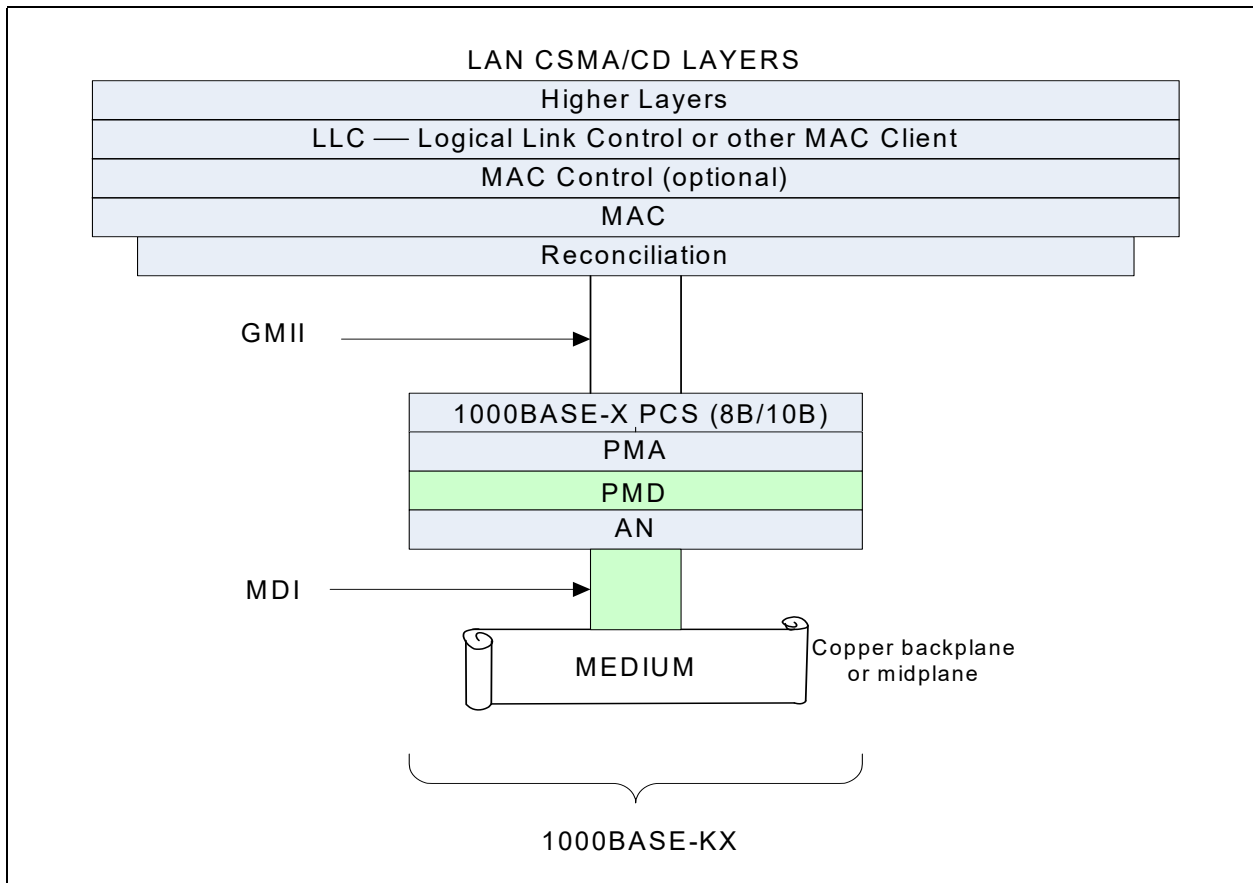 LAN CSMA/CD LAYERS
Higher Layers
LLC — Logical Link Control or other MAC Client
MAC Control (optional)
MAC
Reconciliation
GMII
1000BASE-X PCS (8B/10B)
PMA
PMD
AN
MDI
MEDIUM
Copper backplane
or midplane
1000BASE-KX